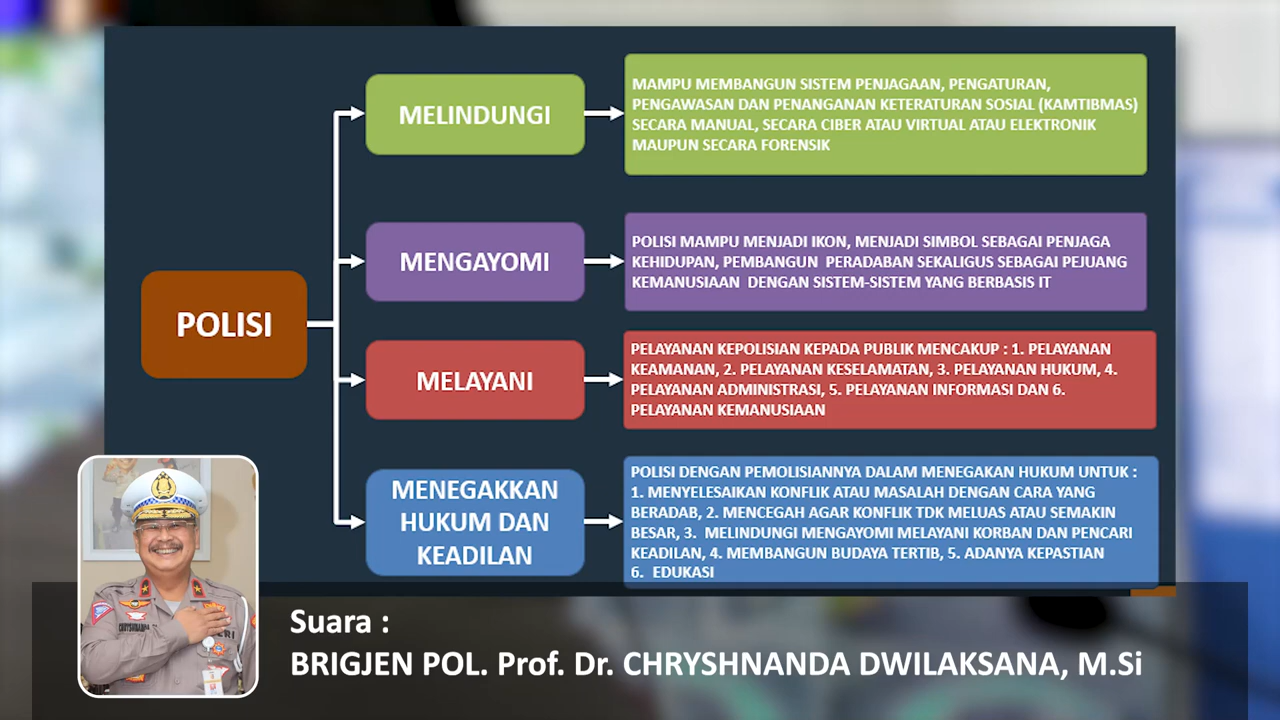 POLISI
MELINDUNGI
MAMPU MEMBANGUN SISTEM PENJAGAAN, PENGATURAN,
PENGAWASAN DAN PENANGANAN KETERATURAN SOSIAL (KAMTIBMAS)
SECARA MANUAL, SECARA CIBER ATAU VIRTUAL ATAU ELEKTRONIK
MAUPUN SECARA FORENSIK
MENGAYOMI
POLISI MAMPU MENJADI IKON, MENJADI SIMBOL SEBAGAI PENJAGA
KEHIDUPAN, PEMBANGUN PERADABAN SEKALIGUS SEBAGAI PEJUANG
KEMANUSIAAN DENGAN SISTEM-SISTEM YANG BERBASIS IT
MELAYANI
PELAYANAN KEPOLISIAN KEPADA PUBLIK MENCAKUP : 1. PELAYANAN
KEAMANAN, 2. PELAYANAN KESELAMATAN, 3. PELAYANAN HUKUM, 4.
PELAYANAN ADMINISTRASI, 5. PELAYANAN INFORMASI DAN 6.
PELAYANAN KEMANUSIAAN
MENEGAKKAN
HUKUM DAN
KEADILAN
POLISI DENGAN PEMOLISIANNYA DALAM MENEGAKAN HUKUM UNTUK :
1. MENYELESAIKAN KONFLIK ATAU MASALAH DENGAN CARA YANG
BERADAB, 2. MENCEGAH AGAR KONFLIK TDK MELUAS ATAU SEMAKIN
BESAR, 3. MELINDUNGI MENGAYOMI MELAYANI KORBAN DAN PENCARI
KEADILAN, 4. MEMBANGUN BUDAYA TERTIB, 5. ADANYA KEPASTIAN
6. EDUKASI
Suara :
BRIGJEN POL. Prof. Dr. CHRYSHNANDA DWILAKSANA, M.Si